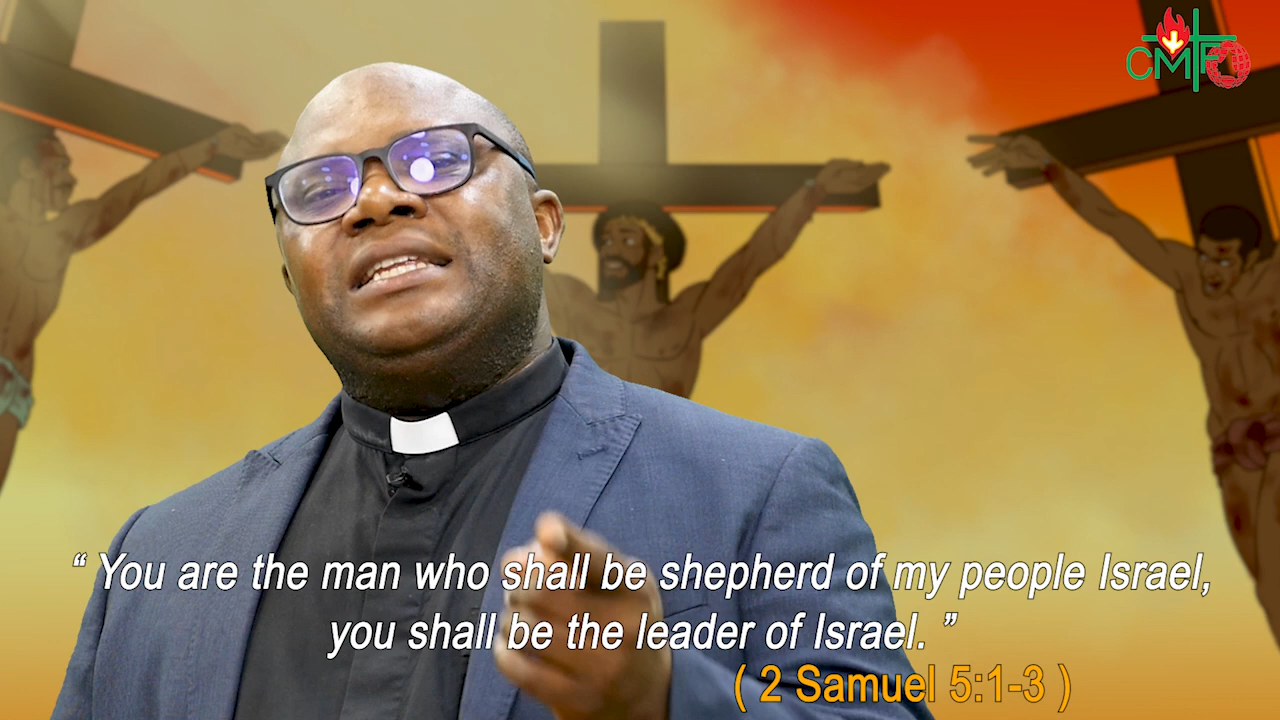 CMFO
“ You are the man who shall be shepherd of my people Israel,
you shall be the leader of Israel. ”
( 2 Samuel 5:1-3 )